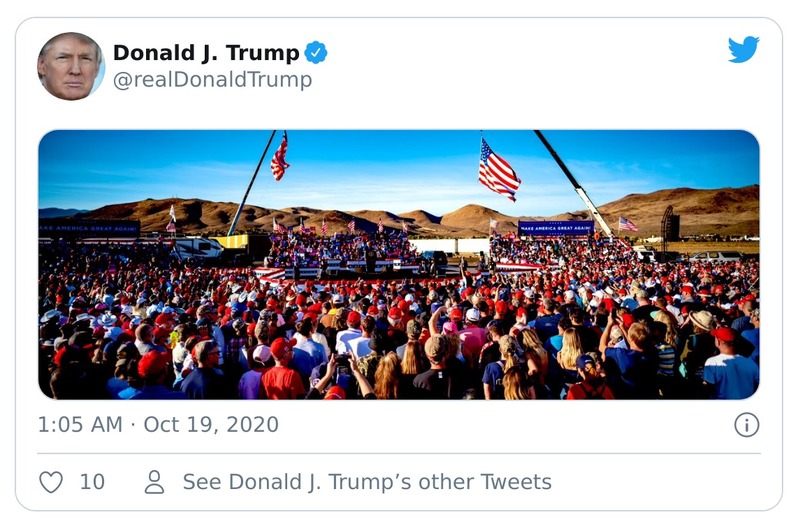 Donald J. Trump
@realDonaldTrump
MAKE AMERICA GREAT AGAIN!
MAKE AMERICA GREAT AGAIN!
1:05 AM · Oct 19, 2020
10
See Donald J. Trump’s other Tweets